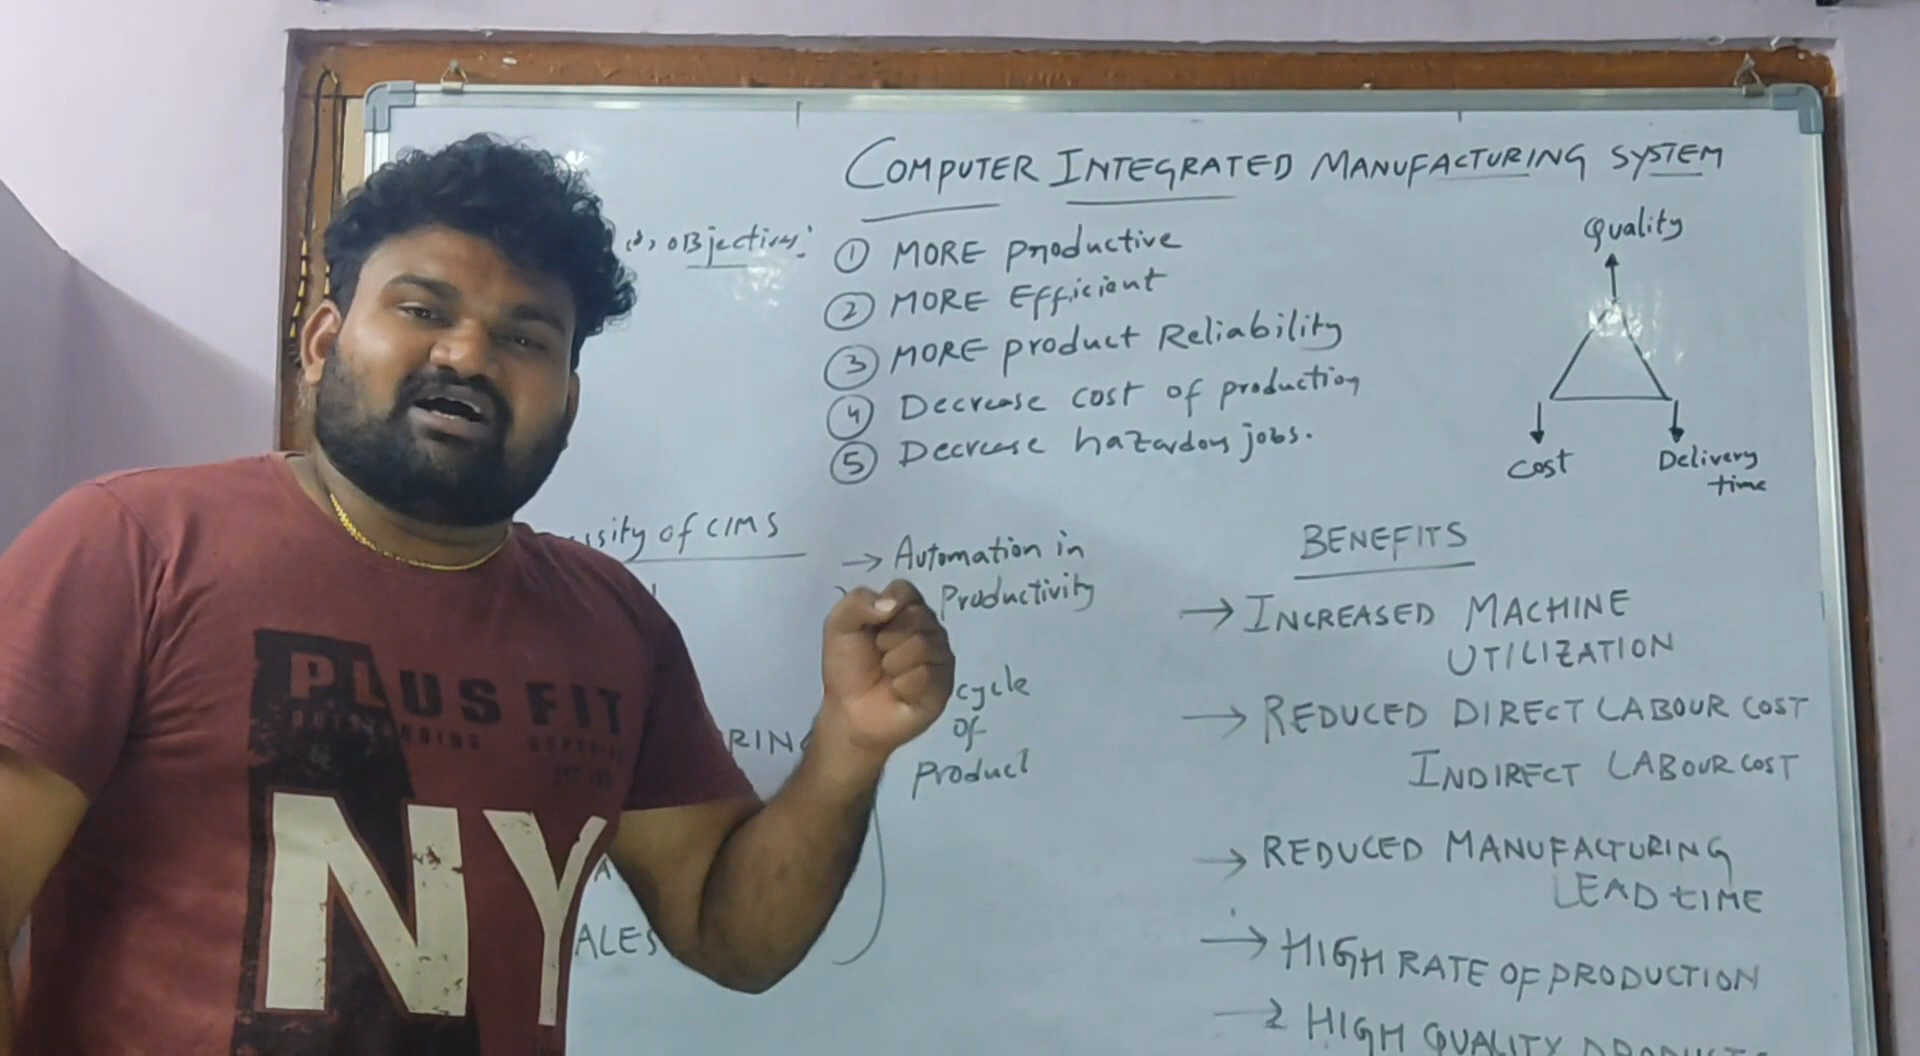 COMPUTER INTEGRATED MANUFACTURING SYSTEM
OBjectives:
① MORE productive
② MORE Efficient
③ MORE product Reliability
④ Decrease cost of production
⑤ Decrease hazardous jobs.
Quality
Cost
Delivery
time
of CIMS
→ Automation in
Productivity
cycle
of
Product
BENEFITS
→ INCREASED MACHINE
UTILIZATION
→ REDUCED DIRECT LABOUR COST
INDIRECT LABOUR COST
→ REDUCED MANUFACTURING
LEAD TIME
→ HIGH RATE OF PRODUCTION
→ HIGH QUALITY PRODUCTS
PLUS FIT
NY